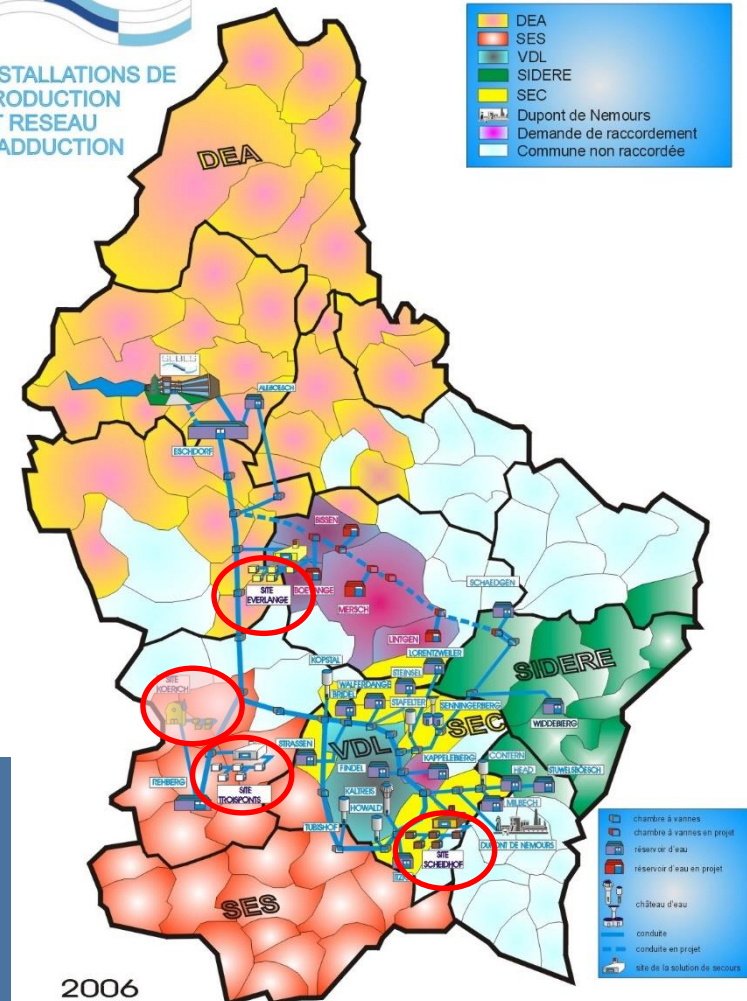 STALLATIONS DE
RODUCTION
T RESEAU
ADDUCTION
DEA
SES
VDL
SIDERE
SEC
Dupont de Nemours
Demande de raccordement
Commune non raccordée
DEA
SEBES
ALEBOESCH
ESCHDORF
BISSEN
SITE
EVERLANGE
BOEVANGE
MERSCH
SCHAEDGEN
LINTGEN
LORENTZWEILER
SIDERE
KOPSTAL
STEINSEL
WALFERDANGE
BRIDEL
STAFELTER
SENNINGERBERG
SITE
KOERICH
SEC
WIDDEBIERG
STRASSEN
VDL
CONTERN
KAPPELEBIERG
HEAD
STUWELSBOESCH
FINDEL
REHBERG
SITE
TROISPONTS
KALTREIS
HOWALD
MILBECH
TUBISHOF
DUPONT DE NEMOURS
SITE
SCHEIDHOF
SES
chambre à vannes
chambre à vannes en projet
réservoir d'eau
réservoir d'eau en projet
château d'eau
conduite
conduite en projet
site de la solution de secours
2006